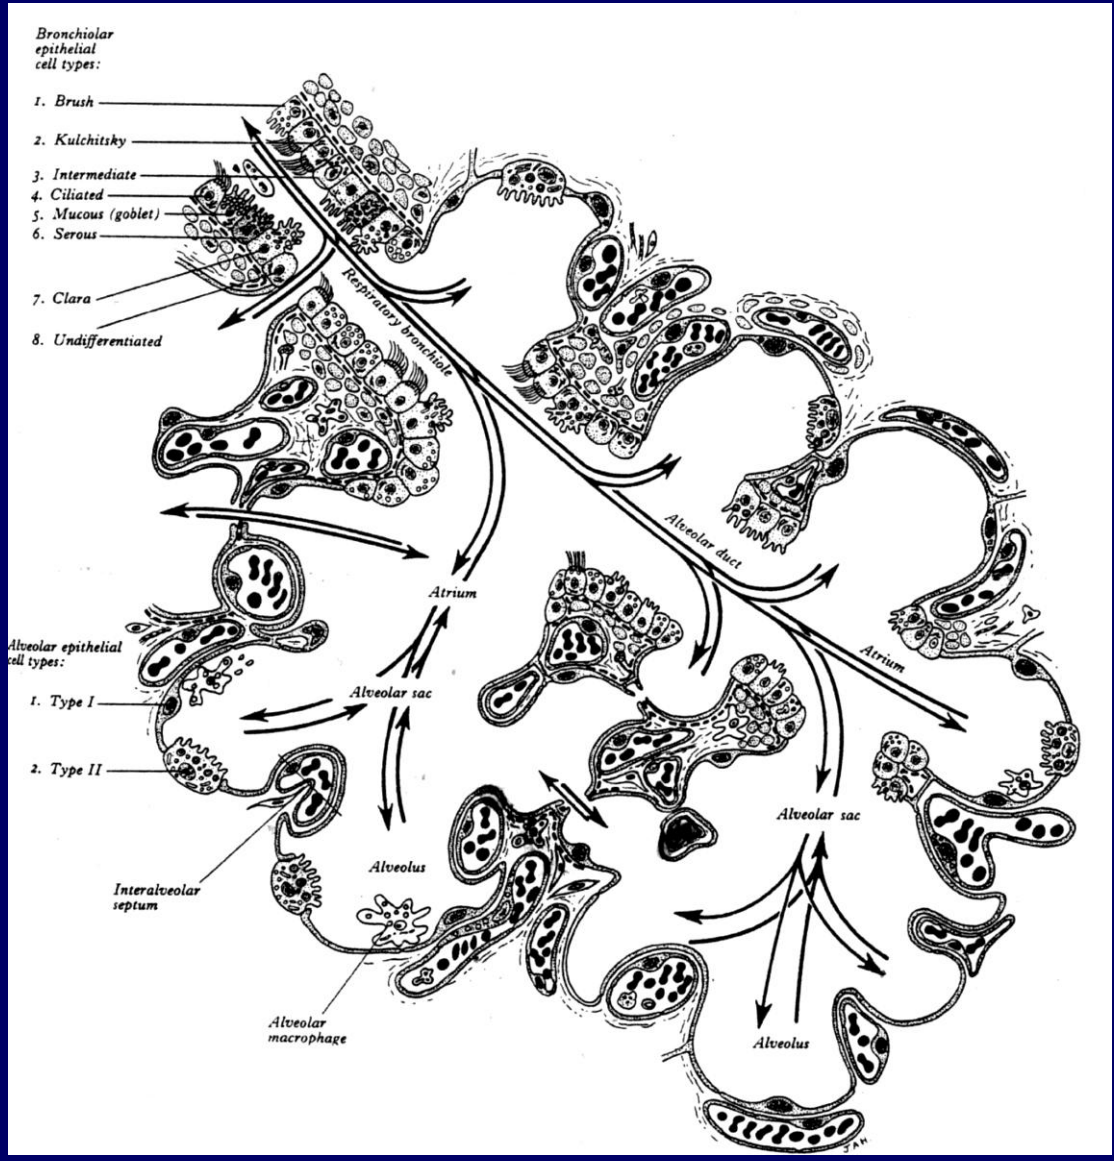 Bronchiolar
epithelial
cell types:
1. Brush
2. Kulchitsky
3. Intermediate
4. Ciliated
5. Mucous (goblet)
6. Serous
7. Clara
8. Undifferentiated
Respiratory bronchiole
Alveolar duct
Atrium
Atrium
Alveolar epithelial
cell types:
1. Type I
2. Type II
Alveolar sac
Alveolar sac
Interalveolar
septum
Alveolus
Alveolar
macrophage
Alveolus
JAH